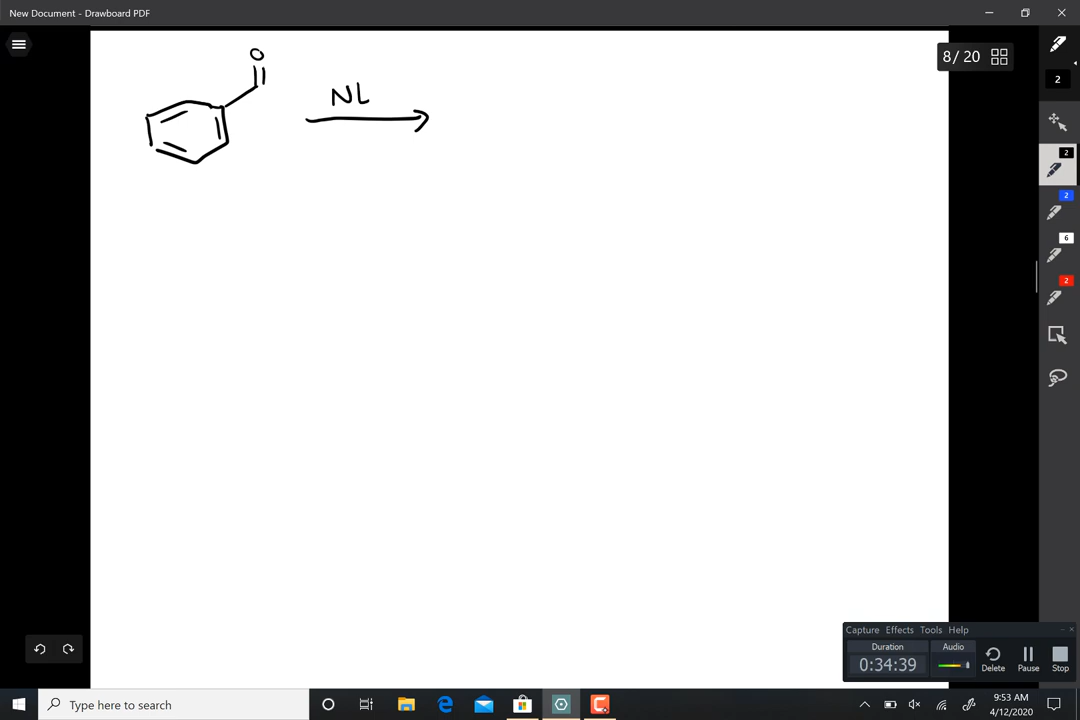 New Document - Drawboard PDF
8 / 20
2
O
NL
2
2
6
2
Capture Effects Tools Help
Duration
Audio
0:34:39
Delete
Pause
Stop
Type here to search
9:53 AM
4/12/2020